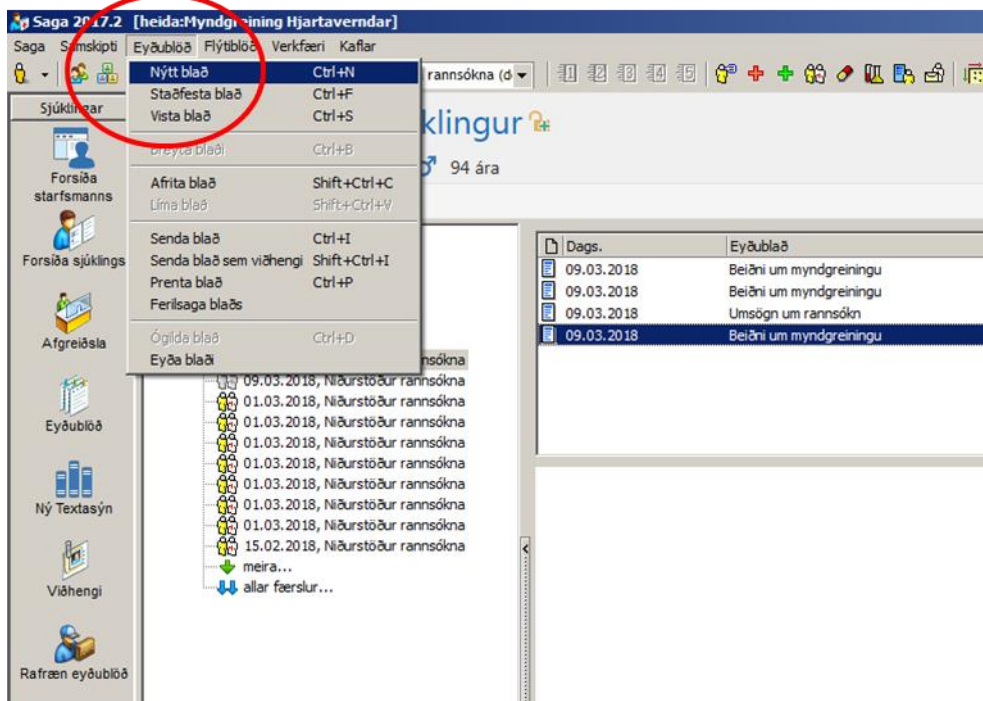 Saga 2017.2 [heida:Myndgreining Hjartaverndar]
Saga Samskipti Eyðublöð Flýtiblöð Verkfæri Kaflar
Nýtt blað Ctrl+N
Staðfesta blað Ctrl+F
Vista blað Ctrl+S
Breyta blaði Ctrl+B
Afrita blað Shift+Ctrl+C
Líma blað Shift+Ctrl+V
Senda blað Ctrl+I
Senda blað sem viðhengi Shift+Ctrl+I
Prenta blað Ctrl+P
Ferilsaga blaðs
Ógilda blað Ctrl+D
Eyða blaði
rannsókna (d
1 2 3 4 5
klingur
94 ára
Sjúklingar
Forsíða
starfsmanns
Forsíða sjúklings
Afgreiðsla
Eyðublöð
Ný Textasýn
Viðhengi
Rafræn eyðublöð
nsókna
09.03.2018, Niðurstöður rannsókna
01.03.2018, Niðurstöður rannsókna
01.03.2018, Niðurstöður rannsókna
01.03.2018, Niðurstöður rannsókna
01.03.2018, Niðurstöður rannsókna
01.03.2018, Niðurstöður rannsókna
01.03.2018, Niðurstöður rannsókna
01.03.2018, Niðurstöður rannsókna
15.02.2018, Niðurstöður rannsókna
meira...
allar færslur...
Dags. Eyðublað
09.03.2018 Beiðni um myndgreiningu
09.03.2018 Beiðni um myndgreiningu
09.03.2018 Umsögn um rannsókn
09.03.2018 Beiðni um myndgreiningu